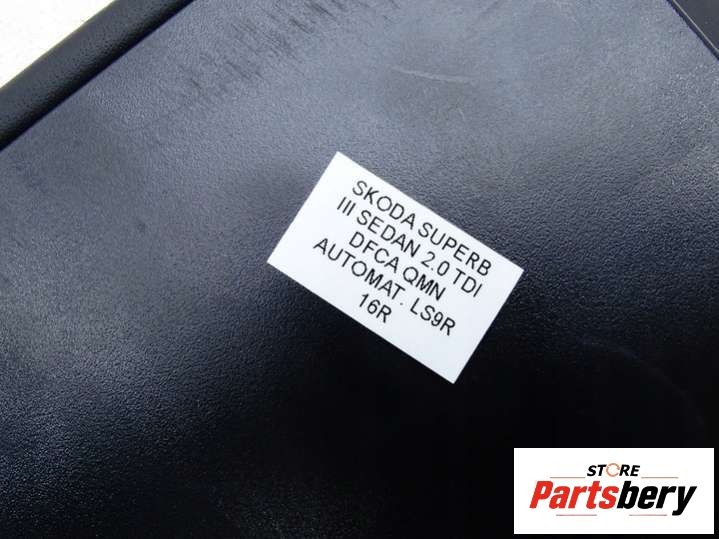 SKODA SUPERB
III SEDAN 2.0 TDI
DFCA QMN
AUTOMAT. LS9R
16R
STORE
Partsbery